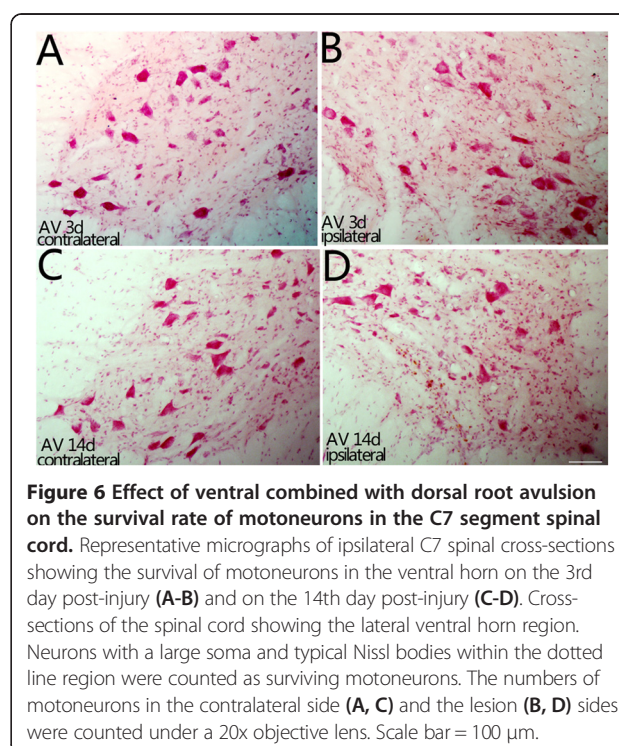 A
B
AV 3d
contralateral
AV 3d
ipsilateral
C
D
AV 14d
contralateral
AV 14d
ipsilateral
Figure 6 Effect of ventral combined with dorsal root avulsion
on the survival rate of motoneurons in the C7 segment spinal
cord. Representative micrographs of ipsilateral C7 spinal cross-sections
showing the survival of motoneurons in the ventral horn on the 3rd
day post-injury (A-B) and on the 14th day post-injury (C-D). Cross-
sections of the spinal cord showing the lateral ventral horn region.
Neurons with a large soma and typical Nissl bodies within the dotted
line region were counted as surviving motoneurons. The numbers of
motoneurons in the contralateral side (A, C) and the lesion (B, D) sides
were counted under a 20x objective lens. Scale bar = 100 μm.